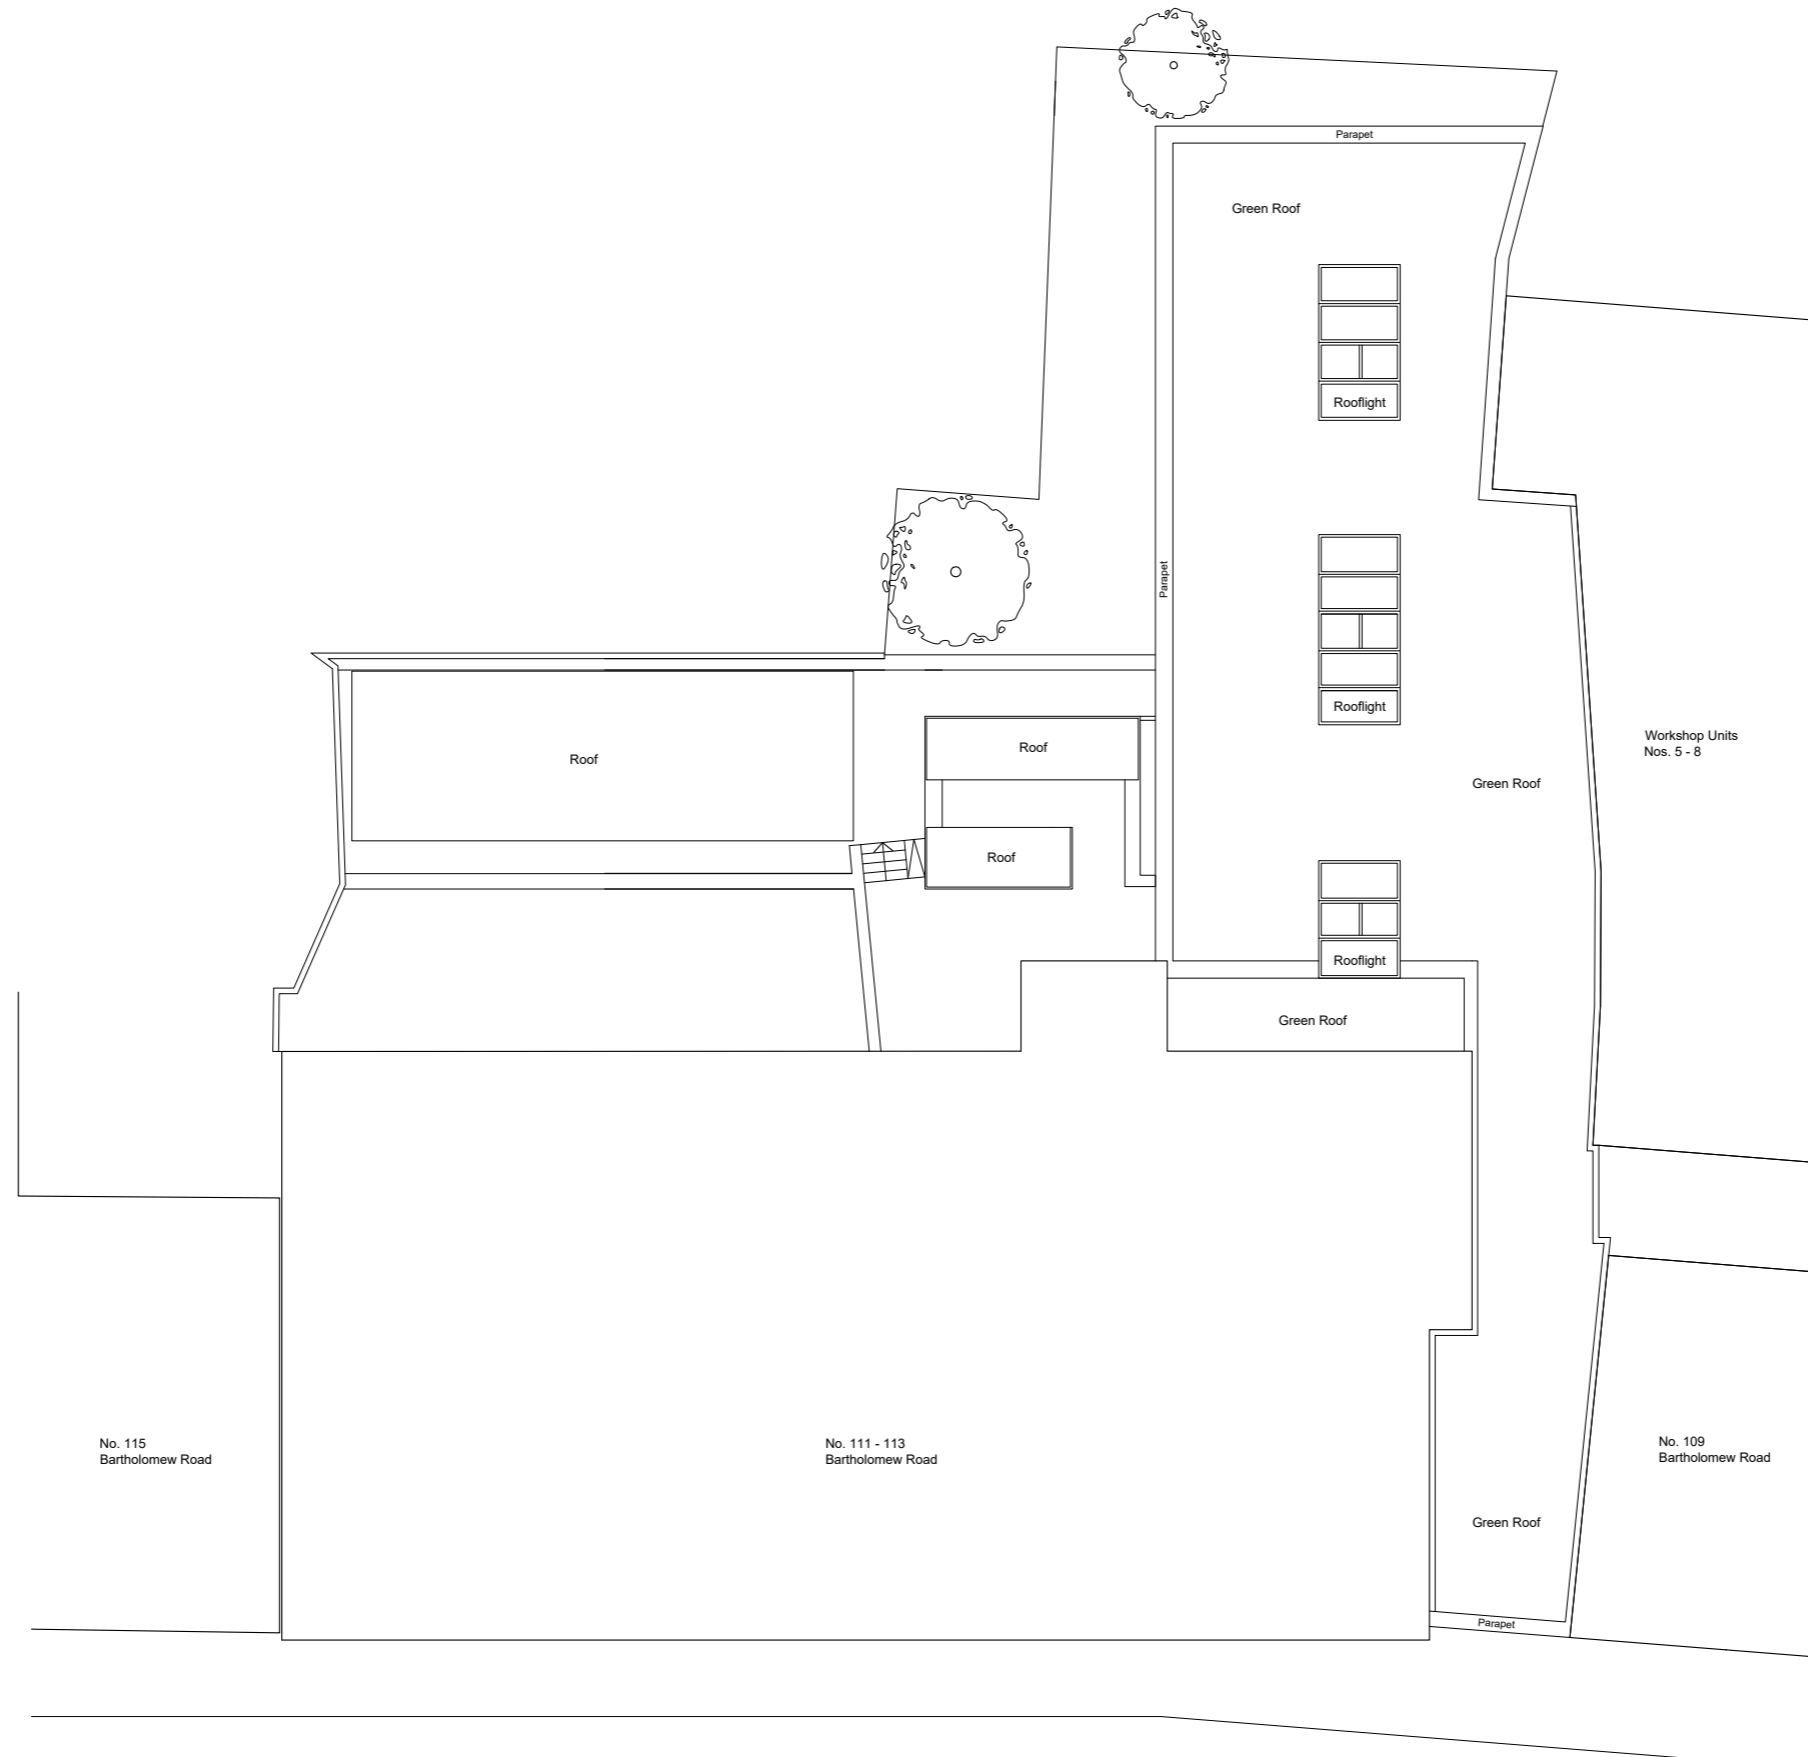 Parapet
Green Roof
Rooflight
Parapet
Rooflight
Workshop Units
Nos. 5 - 8
Roof
Roof
Green Roof
Roof
Rooflight
Green Roof
No. 115
Bartholomew Road
No. 111 - 113
Bartholomew Road
No. 109
Bartholomew Road
Green Roof
Parapet